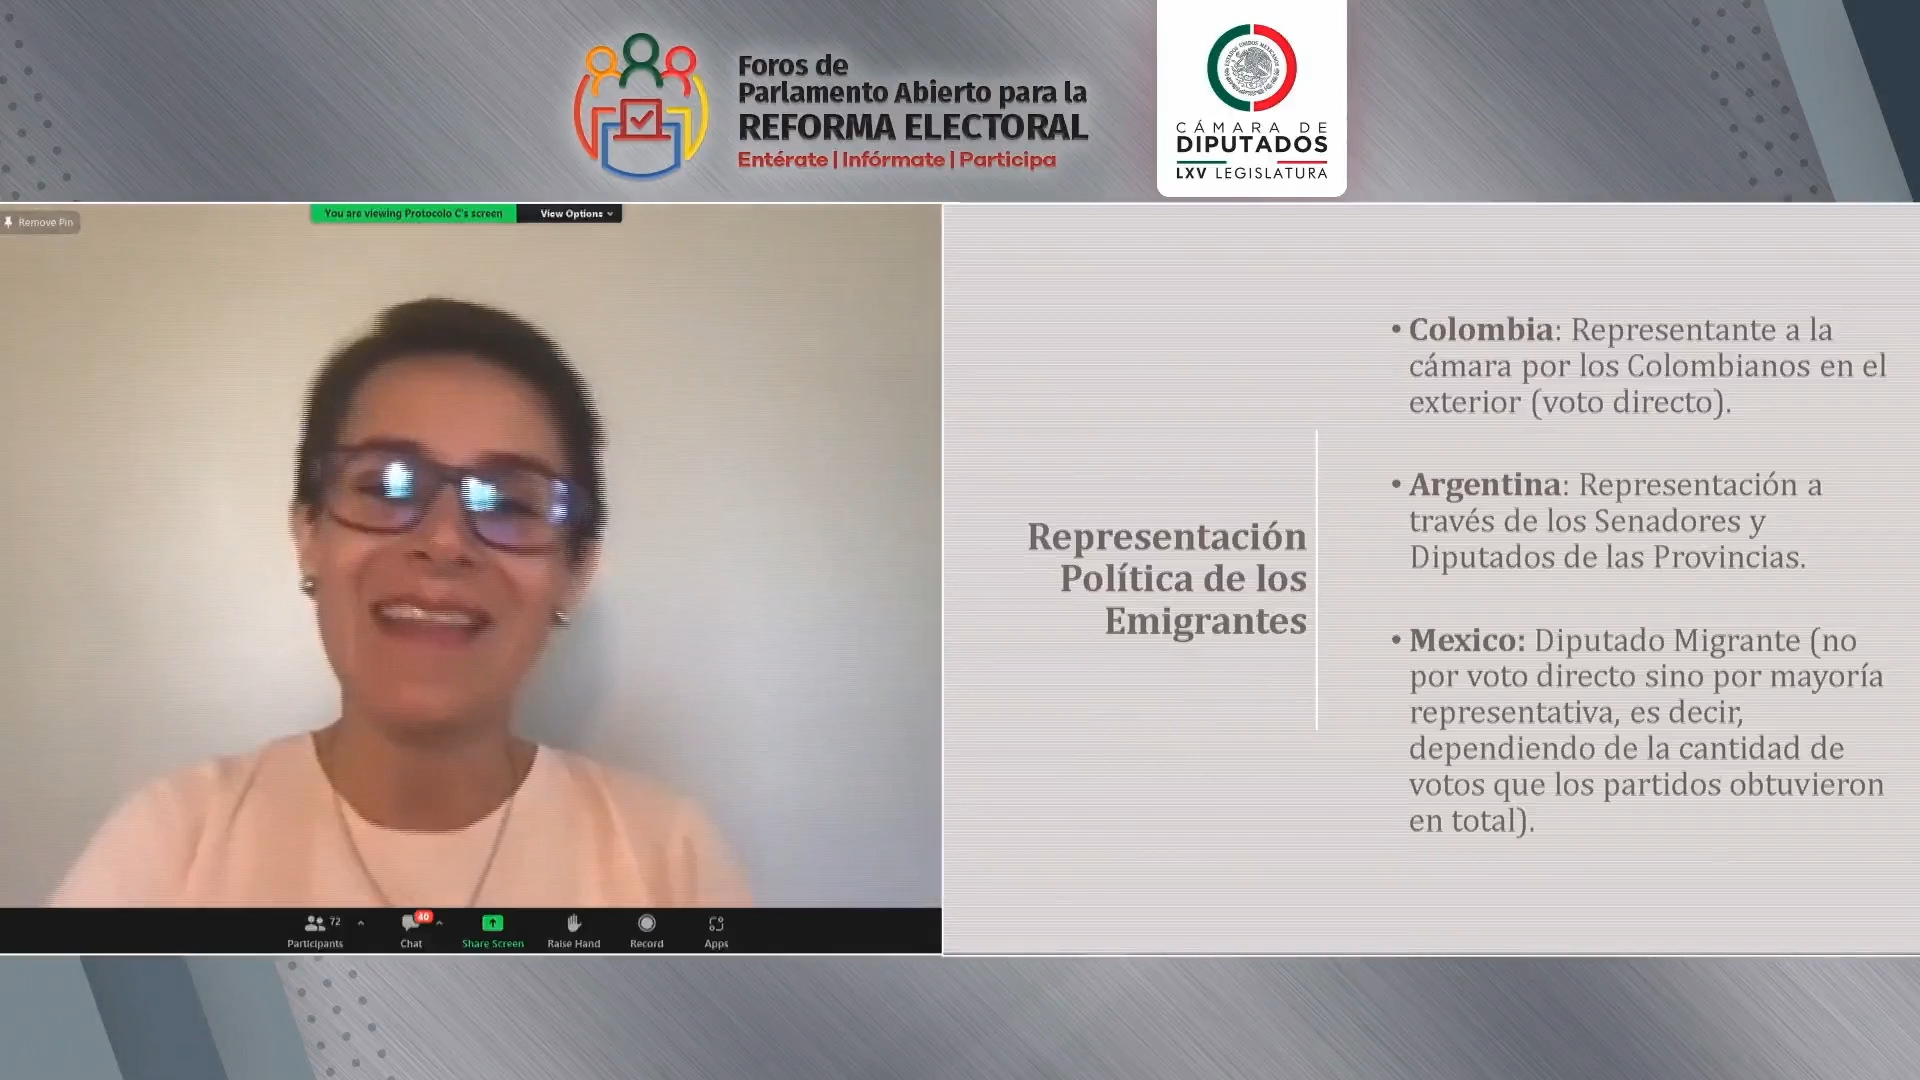 Foros de
Parlamento Abierto para la
REFORMA ELECTORAL
Entérate | Infórmate | Participa
CÁMARA DE
DIPUTADOS
LXV LEGISLATURA
Remove Pin
You are viewing Protocolo C's screen
View Options
Representación
Política de los
Emigrantes
• Colombia: Representante a la
cámara por los Colombianos en el
exterior (voto directo).
• Argentina: Representación a
través de los Senadores y
Diputados de las Provincias.
• Mexico: Diputado Migrante (no
por voto directo sino por mayoría
representativa, es decir,
dependiendo de la cantidad de
votos que los partidos obtuvieron
en total).
72
40
Participants
Chat
Share Screen
Raise Hand
Record
Apps